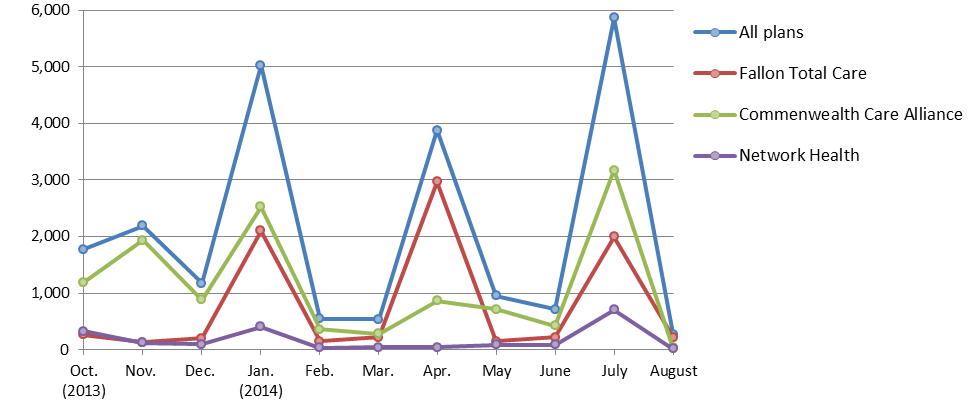 6,000
5,000
4,000
3,000
2,000
1,000
0
Oct. Nov. Dec. Jan. Feb. Mar. Apr. May June July August
(2013) (2014)
All plans
Fallon Total Care
Commenwealth Care Alliance
Network Health